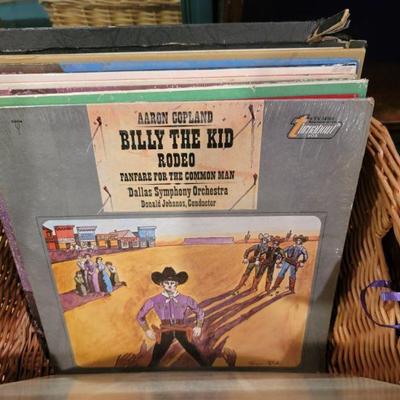 AARON COPLAND
BILLY THE KID
RODEO
FANFARE FOR THE COMMON MAN
Dallas Symphony Orchestra
Donald Johanos, Conductor
Turnabout